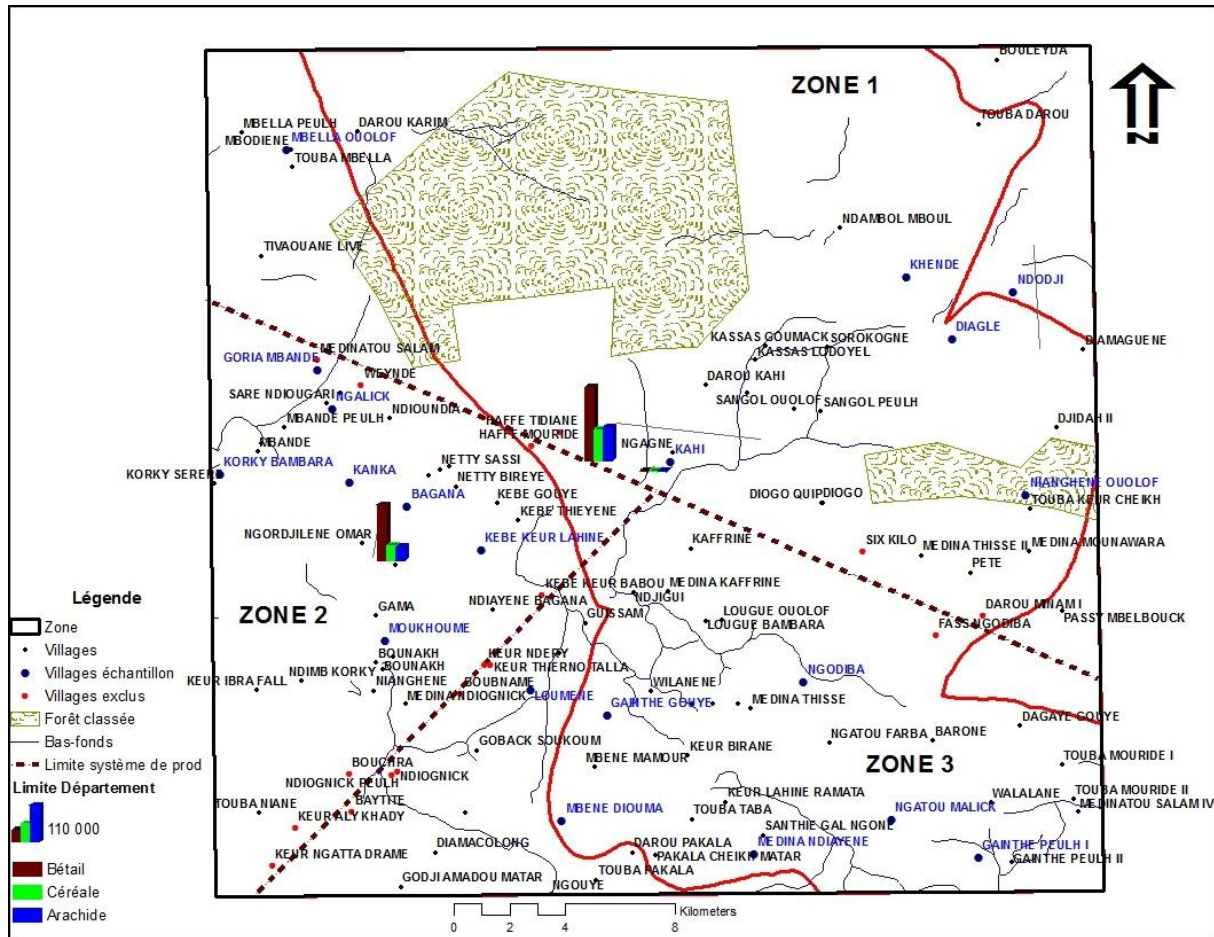 ZONE 1
BOULEYDA
TOUBA DAROU
N
MBELLA PEULH
DAROU KARIM
MBODIENE
MBELLA OUOLOF
TOUBA MBELLA
NDAMBOL MBOUL
TIVAOUANE LIVE
KHENDE
NDODJI
DIAGLE
KASSAS GOUMACK
SOROKOGNE
DIAMAGUENE
MEDINATOU SALAM
KASSAS LODOYEL
GORIA MBANDE
WEYNDE
DAROU KAHI
SARE NDIOUGARI
NGALICK
SANGOL OUOLOF
SANGOL PEULH
NDIOUNDIA
MBANDE PEULH
HAFFE TIDIANE
DJIDAH II
HAFFE MOURIDE
NGAGNE
MBANDE
KAHI
KORKY BAMBARA
NETTY SASSI
KORKY SERERE
KANKA
NETTY BIREYE
NIANGHENE OUOLOF
BAGANA
KEBE GOUYE
DIOGO QUIP
DIOGO
TOUBA KEUR CHEIKH
KEBE THIEYENE
NGORDJILENE OMAR
KEBE KEUR LAHINE
KAFFRINE
SIX KILO
MEDINA THISSE II
MEDINA MOUNAWARA
PETE
KEBE KEUR BABOU
MEDINA KAFFRINE
NDJIGUI
ZONE 2
GAMA
NDIAYENE BAGANA
GUISSAM
LOUGUE OUOLOF
LOUGUE BAMBARA
DAROU MINAM I
PASSY MBELBOUCK
FASS NGODIBA
MOUKHOUME
BOUNAKH
BOUNAKH
KEUR NDERY
KEUR THIERNO TALLA
NDIMB KORKY
KEUR IBRA FALL
NIANGHENE
BOUBNAME
MEDINA NDIOGNICK
LOUMENE
WILANENE
NGODIBA
GAINTHE GOUYE
MEDINA THISSE
DAGAYE GOUYE
GOBACK SOUKOUM
NGATOU FARBA
BARONE
KEUR BIRANE
MBENE MAMOUR
ZONE 3
TOUBA MOURIDE I
BOUCHRA
NDIOGNICK
NDIOGNICK PEULH
BAYTITE
TOUBA NIANE
KEUR ALY KHADY
MBENE DIOUMA
KEUR LAHINE RAMATA
TOUBA TABA
NGATOU MALICK
WALALANE
TOUBA MOURIDE II
MEDINATOU SALAM IV
SANTHIE GAL NGONE
DIAMACOLONG
DAROU PAKALA
PAKALA CHEIKH MATAR
MEDINA NDIAYENE
GAINTHE PEULH I
GAINTHE PEULH II
KEUR NGATTA DRAME
TOUBA PAKALA
GODJI AMADOU MATAR
NGOUYE
Légende
Zone
Villages
Villages échantillon
Villages exclus
Forêt classée
Bas-fonds
Limite système de prod
Limite Département
110 000
Bétail
Céréale
Arachide
Kilometers
0 2 4 8